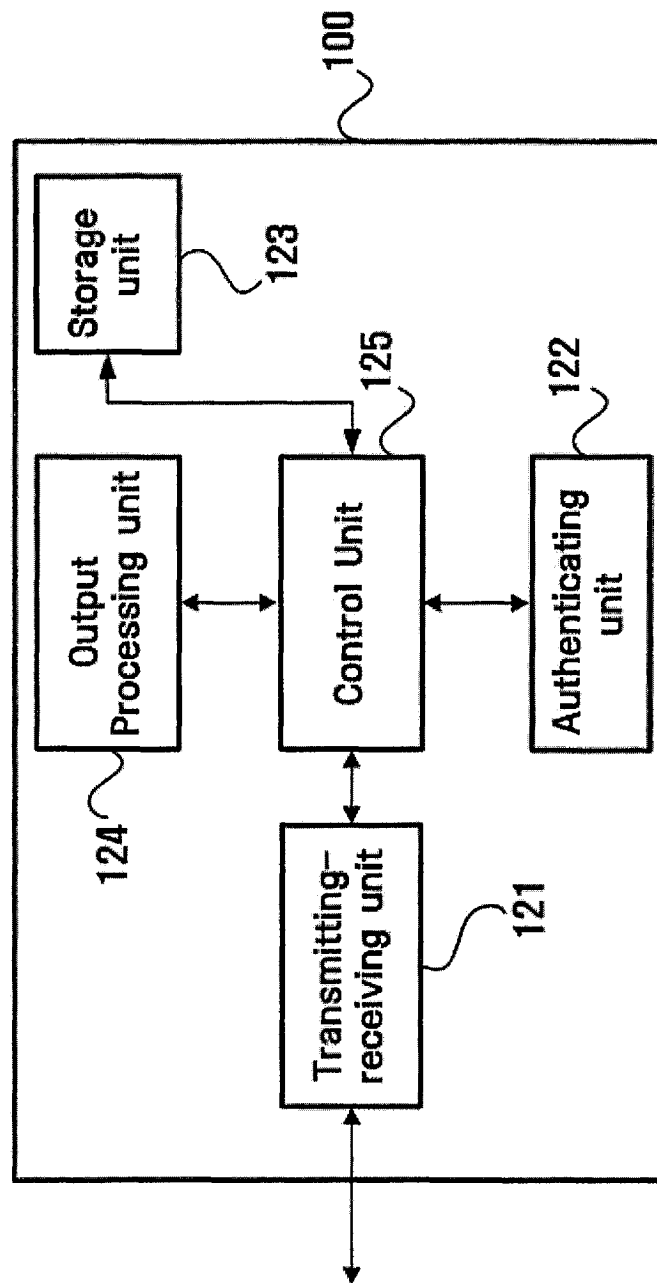 100
Storage
unit
123
Output
Processing unit
124
Control Unit
125
Transmitting-
receiving unit
121
Authenticating
unit
122